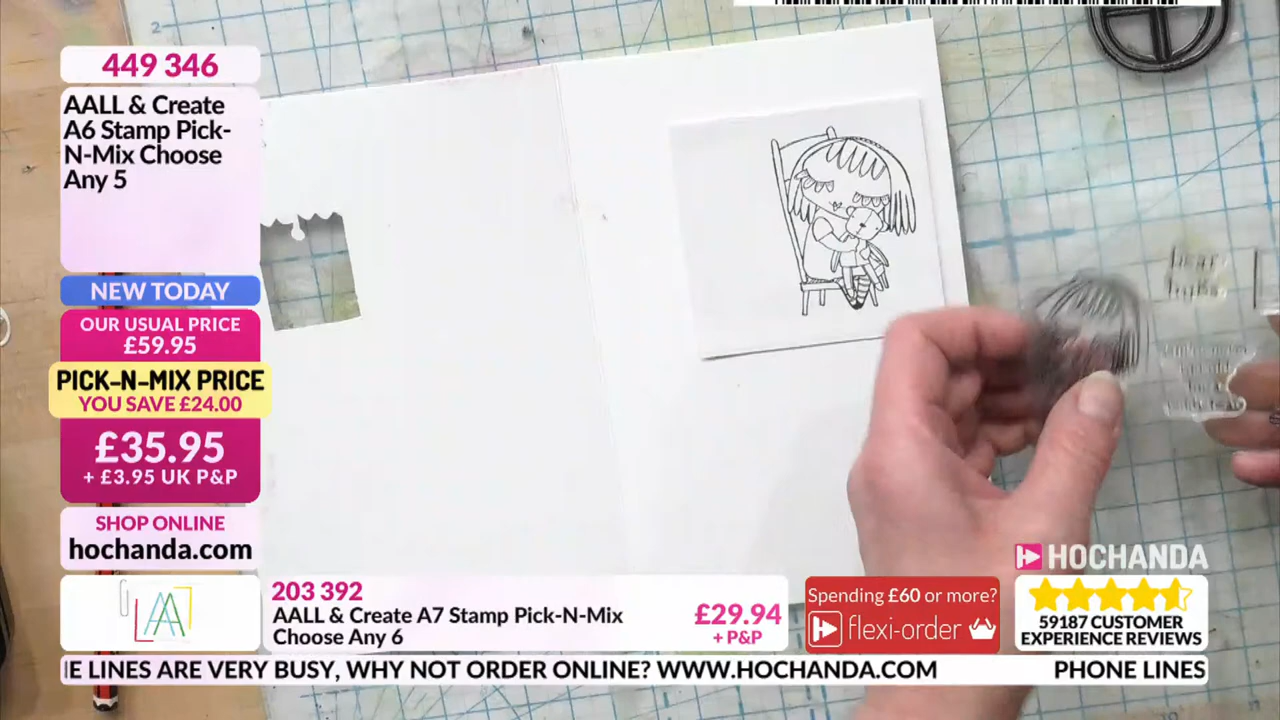 449 346
AALL & Create
A6 Stamp Pick-
N-Mix Choose
Any 5
NEW TODAY
OUR USUAL PRICE
£59.95
PICK-N-MIX PRICE
YOU SAVE £24.00
£35.95
+ £3.95 UK P&P
SHOP ONLINE
hochanda.com
LAA
203 392
AALL & Create A7 Stamp Pick-N-Mix
Choose Any 6
£29.94
+ P&P
Spending £60 or more?
flexi-order
HOCHANDA
59187 CUSTOMER
EXPERIENCE REVIEWS
E LINES ARE VERY BUSY, WHY NOT ORDER ONLINE? WWW.HOCHANDA.COM PHONE LINES